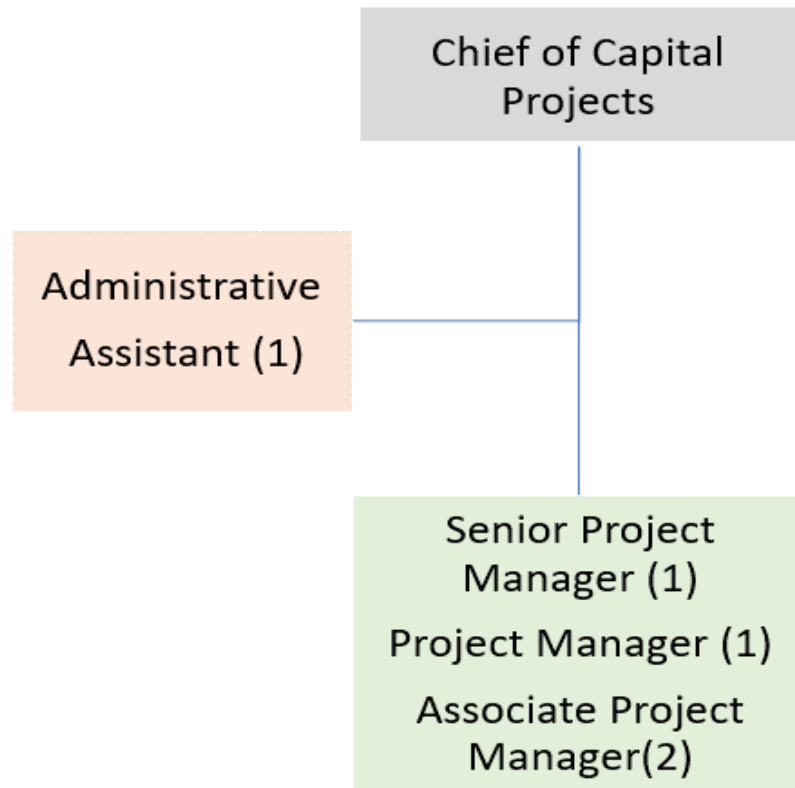 Chief of Capital
Projects
Administrative
Assistant (1)
Senior Project
Manager (1)
Project Manager (1)
Associate Project
Manager(2)